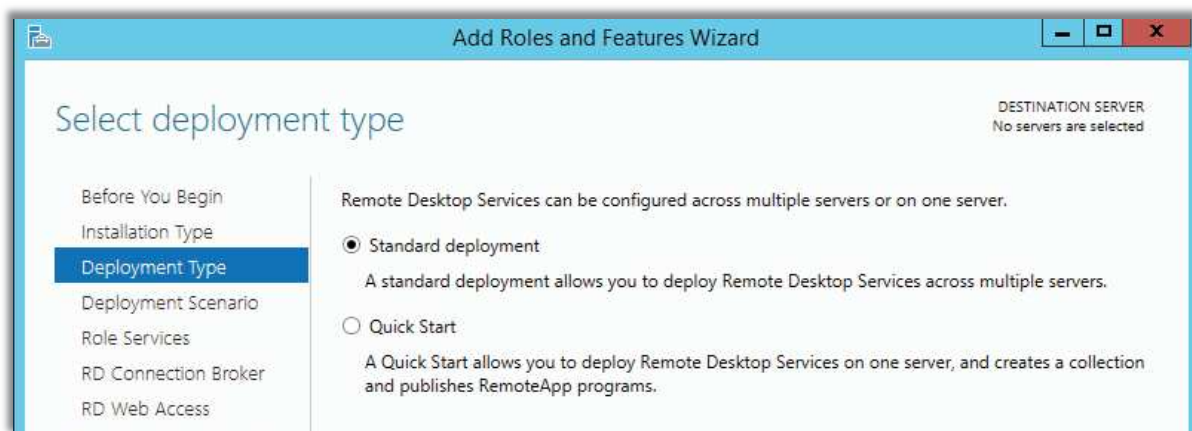 Add Roles and Features Wizard
Select deployment type
DESTINATION SERVER
No servers are selected
Before You Begin
Installation Type
Deployment Type
Deployment Scenario
Role Services
RD Connection Broker
RD Web Access
Remote Desktop Services can be configured across multiple servers or on one server.
Standard deployment
A standard deployment allows you to deploy Remote Desktop Services across multiple servers.
Quick Start
A Quick Start allows you to deploy Remote Desktop Services on one server, and creates a collection
and publishes RemoteApp programs.